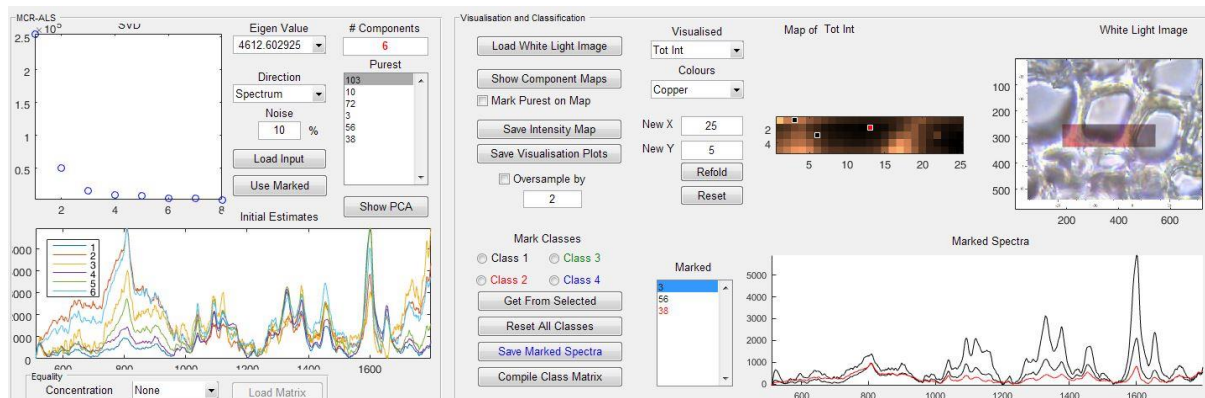 MCR-ALS
×10⁵ SVD
2.5
2
1.5
1
0.5
0
2 4 6 8
Eigen Value
4612.602925
Direction
Spectrum
Noise
10 %
Load Input
Use Marked
Initial Estimates
# Components
6
Purest
103
10
72
3
56
38
Show PCA
1
2
3
4
5
6
600 800 1000 1200 1400 1600
Equality
Concentration None Load Matrix
Visualisation and Classification
Load White Light Image
Show Component Maps
Mark Purest on Map
Save Intensity Map
Save Visualisation Plots
Oversample by
2
Visualised
Tot Int
Colours
Copper
New X 25
New Y 5
Refold
Reset
Map of Tot Int
2
4
5 10 15 20 25
White Light Image
100
200
300
400
500
200 400 600
Mark Classes
Class 1 Class 3
Class 2 Class 4
Get From Selected
Reset All Classes
Save Marked Spectra
Compile Class Matrix
Marked
3
56
38
Marked Spectra
5000
4000
3000
2000
1000
0
600 800 1000 1200 1400 1600